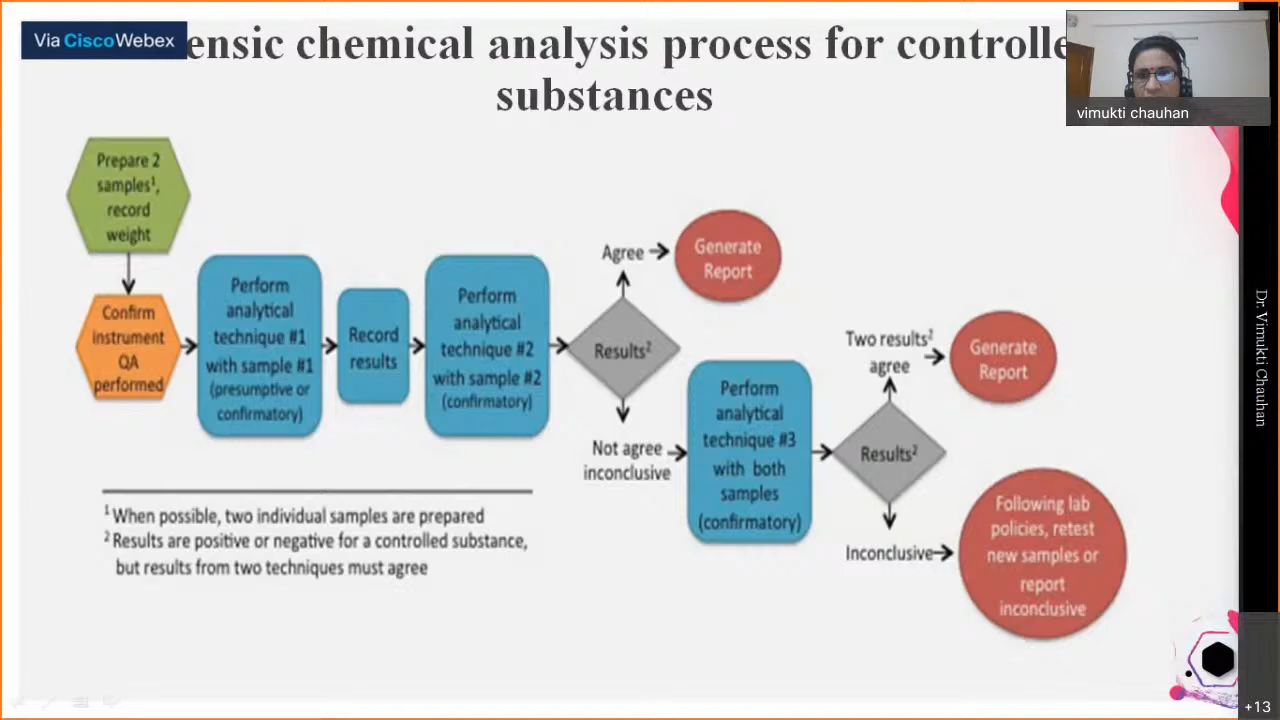 Via CiscoWebex
ensic chemical analysis process for controlle
substances
vimukti chauhan
Prepare 2
samples¹,
record
weight
Confirm
instrument
QA
performed
Perform
analytical
technique #1
with sample #1
(presumptive or
confirmatory)
Record
results
Perform
analytical
technique #2
with sample #2
(confirmatory)
Results²
Agree
Generate
Report
Not agree
inconclusive
Perform
analytical
technique #3
with both
samples
(confirmatory)
Results²
Two results²
agree
Generate
Report
Inconclusive
Following lab
policies, retest
new samples or
report
inconclusive
¹ When possible, two individual samples are prepared
² Results are positive or negative for a controlled substance,
but results from two techniques must agree
Dr. Vimukti Chauhan
+13